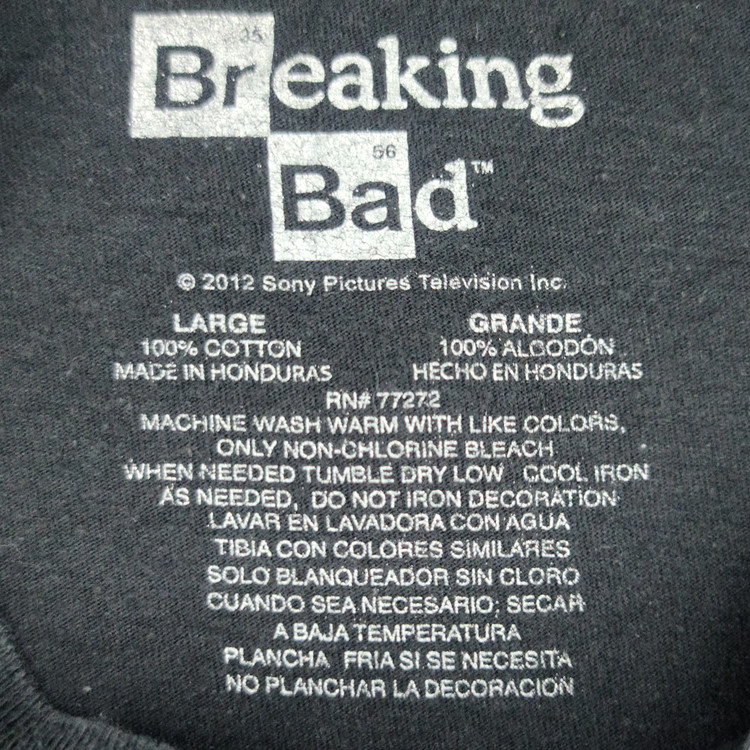 35
Breaking
56
Bad™
© 2012 Sony Pictures Television Inc.
LARGE GRANDE
100% COTTON 100% ALGODÓN
MADE IN HONDURAS HECHO EN HONDURAS
RN# 77272
MACHINE WASH WARM WITH LIKE COLORS,
ONLY NON-CHLORINE BLEACH
WHEN NEEDED TUMBLE DRY LOW COOL IRON
AS NEEDED, DO NOT IRON DECORATION
LAVAR EN LAVADORA CON AGUA
TIBIA CON COLORES SIMILARES
SOLO BLANQUEADOR SIN CLORO
CUANDO SEA NECESARIO; SECAR
A BAJA TEMPERATURA
PLANCHA FRIA SI SE NECESITA
NO PLANCHAR LA DECORACIÓN